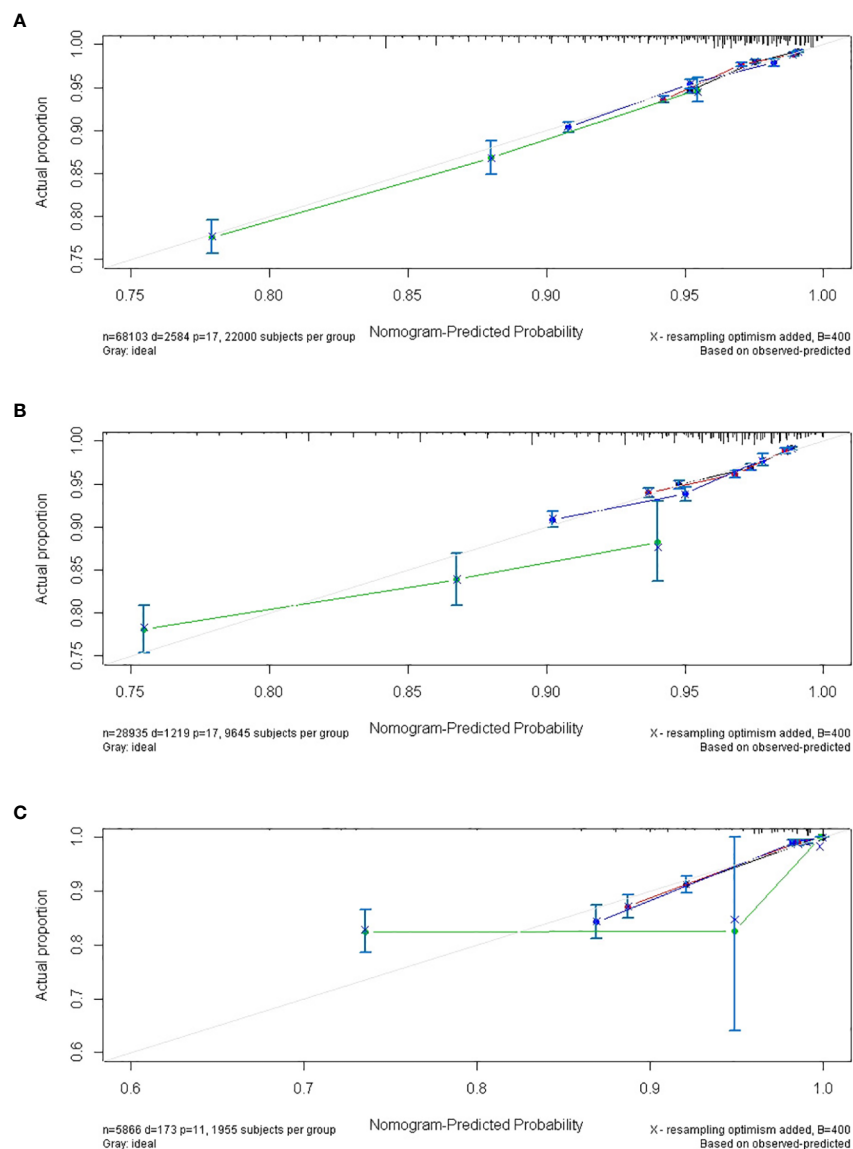 A
Actual proportion
1.00
0.95
0.90
0.85
0.80
0.75
0.75 0.80 0.85 0.90 0.95 1.00
Nomogram-Predicted Probability
n=68103 d=2584 p=17, 22000 subjects per group
Gray: ideal
X - resampling optimism added, B=400
Based on observed-predicted
B
Actual proportion
1.00
0.95
0.90
0.85
0.80
0.75
0.75 0.80 0.85 0.90 0.95 1.00
Nomogram-Predicted Probability
n=28935 d=1219 p=17, 9645 subjects per group
Gray: ideal
X - resampling optimism added, B=400
Based on observed-predicted
C
Actual proportion
1.0
0.9
0.8
0.7
0.6
0.6 0.7 0.8 0.9 1.0
Nomogram-Predicted Probability
n=5866 d=173 p=11, 1955 subjects per group
Gray: ideal
X - resampling optimism added, B=400
Based on observed-predicted